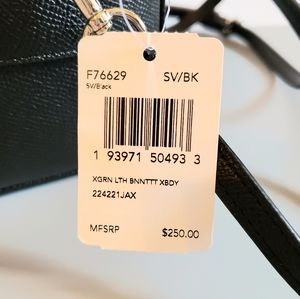 F76629 SV/BK
SV/Black
1 93971 50493 3
XGRN LTH BNNTTT XBDY
224221JAX
MFSRP $250.00